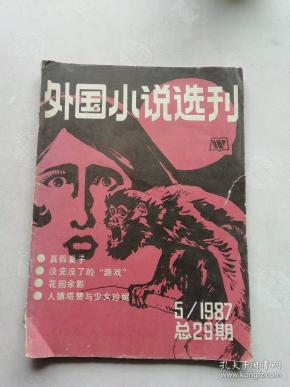 外国小说选刊
● 真假妻子
● 没完没了的“游戏”
● 花园余影
● 人猿塔赞与少女珍妮
5/1987
总29期
孔夫子旧书网